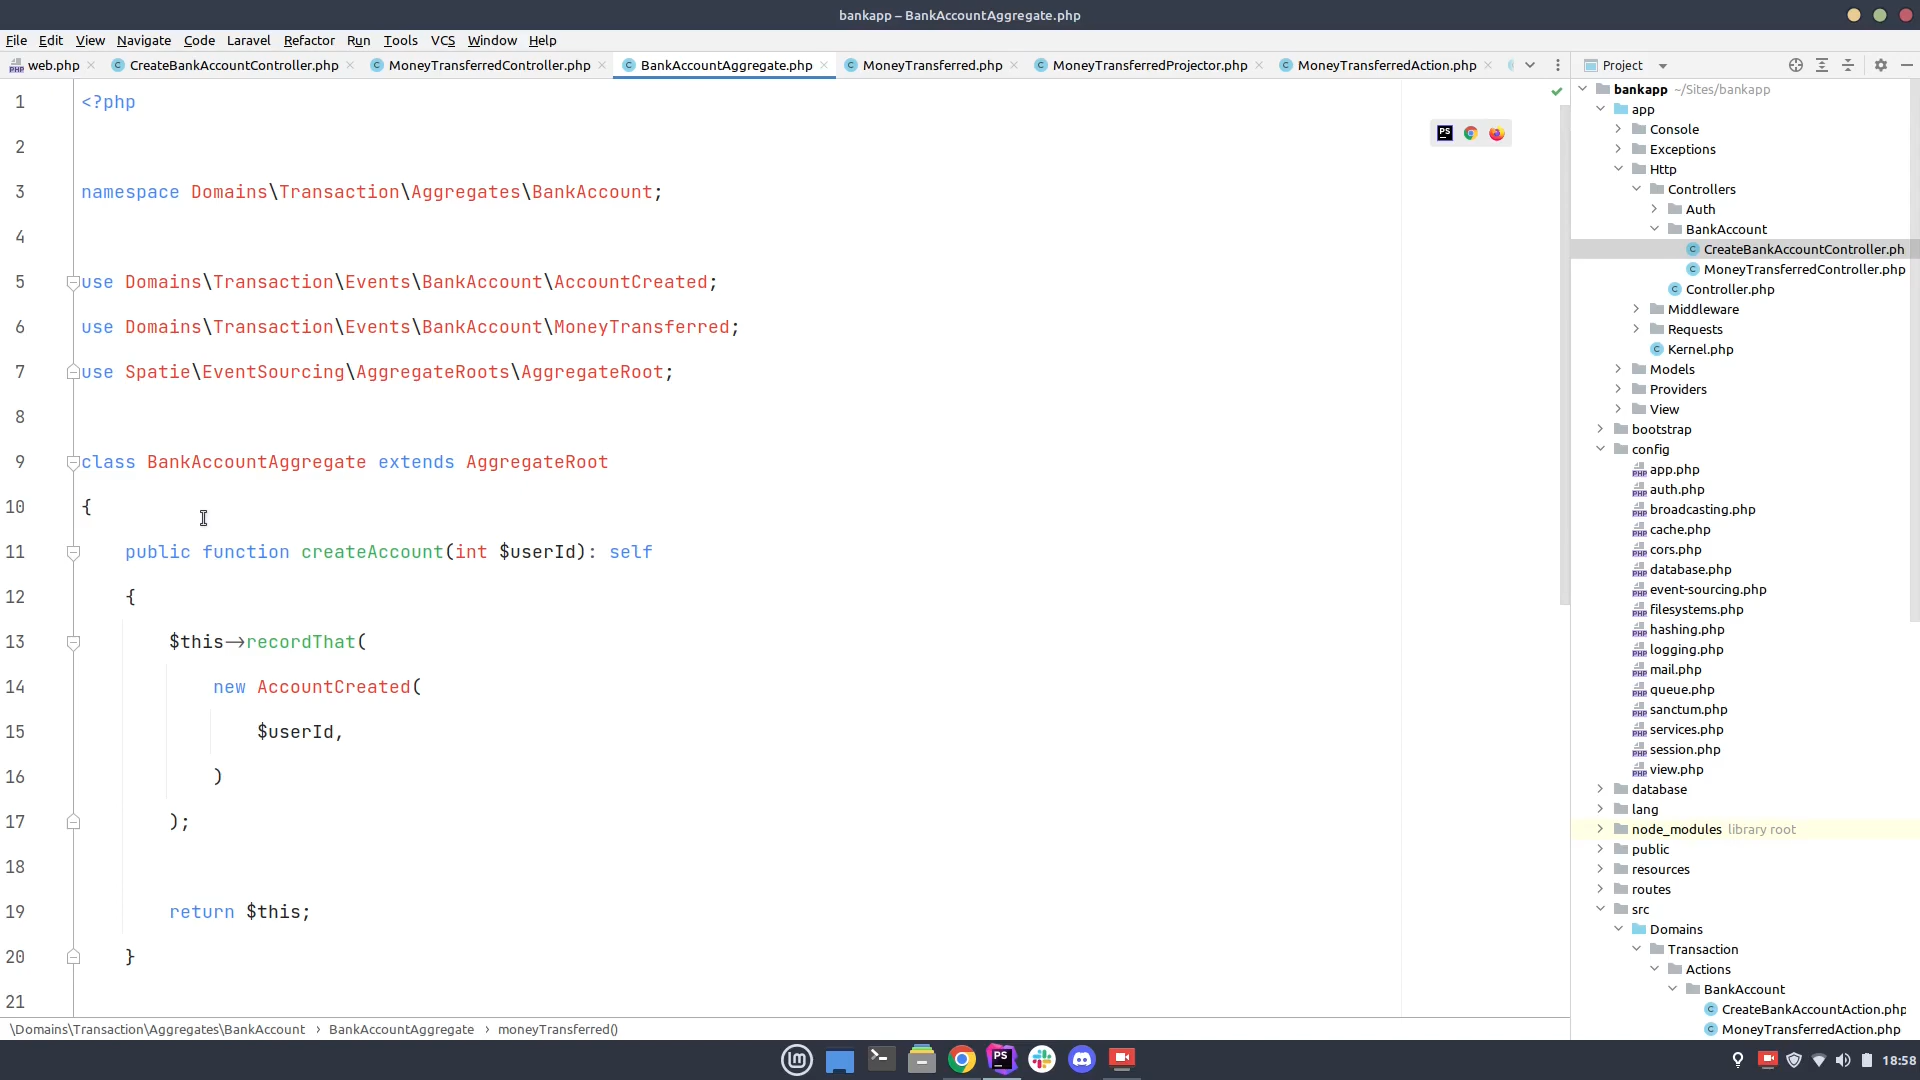 bankapp – BankAccountAggregate.php
File Edit View Navigate Code Laravel Refactor Run Tools VCS Window Help
web.php CreateBankAccountController.php MoneyTransferredController.php BankAccountAggregate.php MoneyTransferred.php MoneyTransferredProjector.php MoneyTransferredAction.php Project
1 <?php
2
3 namespace Domains\Transaction\Aggregates\BankAccount;
4
5 use Domains\Transaction\Events\BankAccount\AccountCreated;
6 use Domains\Transaction\Events\BankAccount\MoneyTransferred;
7 use Spatie\EventSourcing\AggregateRoots\AggregateRoot;
8
9 class BankAccountAggregate extends AggregateRoot
10 {
11 public function createAccount(int $userId): self
12 {
13 $this->recordThat(
14 new AccountCreated(
15 $userId,
16 )
17 );
18
19 return $this;
20 }
21
\Domains\Transaction\Aggregates\BankAccount › BankAccountAggregate › moneyTransferred()
bankapp ~/Sites/bankapp
app
Console
Exceptions
Http
Controllers
Auth
BankAccount
CreateBankAccountController.ph
MoneyTransferredController.php
Controller.php
Middleware
Requests
Kernel.php
Models
Providers
View
bootstrap
config
app.php
auth.php
broadcasting.php
cache.php
cors.php
database.php
event-sourcing.php
filesystems.php
hashing.php
logging.php
mail.php
queue.php
sanctum.php
services.php
session.php
view.php
database
lang
node_modules library root
public
resources
routes
src
Domains
Transaction
Actions
BankAccount
CreateBankAccountAction.php
MoneyTransferredAction.php
18:58